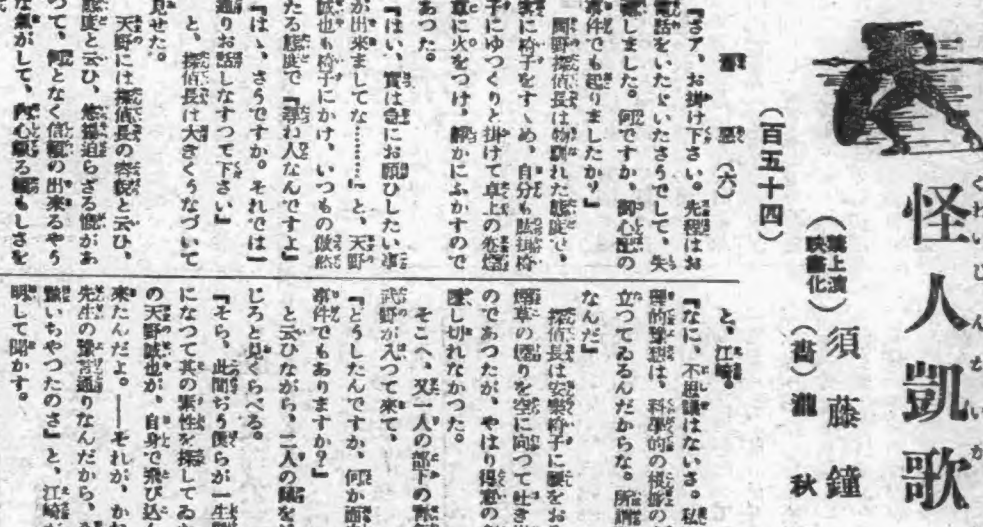 怪人凱歌
須藤鐘
(禁上演
映畫化)
(畵)瀧秋
(百五十四)
惡(六)
『さア、お掛け下さい。先程はお
電話をいたゞいたさうでして、失
禮しました。何ですか、御心配の
事件でも起りましたか?』
岡野探偵長は物馴れた態度で、
に椅子をすゝめ、自分も肱掛椅
子にゆつくりと掛けて卓上の卷煙
草に火をつけ、靜かにふかすので
あつた。
『はい、實は急にお願ひしたい事
が出來ましてな…………』と、天野
誠也も椅子にかけ、いつもの傲然
たる態度で『尋ね人なんですよ』
『はゝ、さうですか。それでは一
通りお話しなすつて下さい』
と、探偵長は大きくうなづいて
見せた。
天野には探偵長の容貌と云ひ、
態度と云ひ、悠揚迫らざる慨があ
つて、何となく信頼の出來るやう
な氣がして、内心頼る頼もしさを
と、江崎。
『なに、不思議はないさ。私
理的豫想は、科學的の根據の
立つてゐるんだからな。所謂
なんだ』
探偵長は安樂椅子に腰をお
煙草の煙りを空に向つて吐き
のであつたが、やはり得意の
隱し切れなかつた。
そこへ、又一人の部下の
武野が入つて來て、
『どうしたんですか、何か面
事件でもありますか?』
と云ひながら、二人の顔を
じろと見くらべる。
『そら、此間ぢう僕らが一生懸
になつて其の素性を探してゐ
の天野誠也が、自身で飛び込ん
來たんだよ。――それが、
先生の豫言通りなんだから、
いちやつたのさ』と、江崎が
明して聞かす。